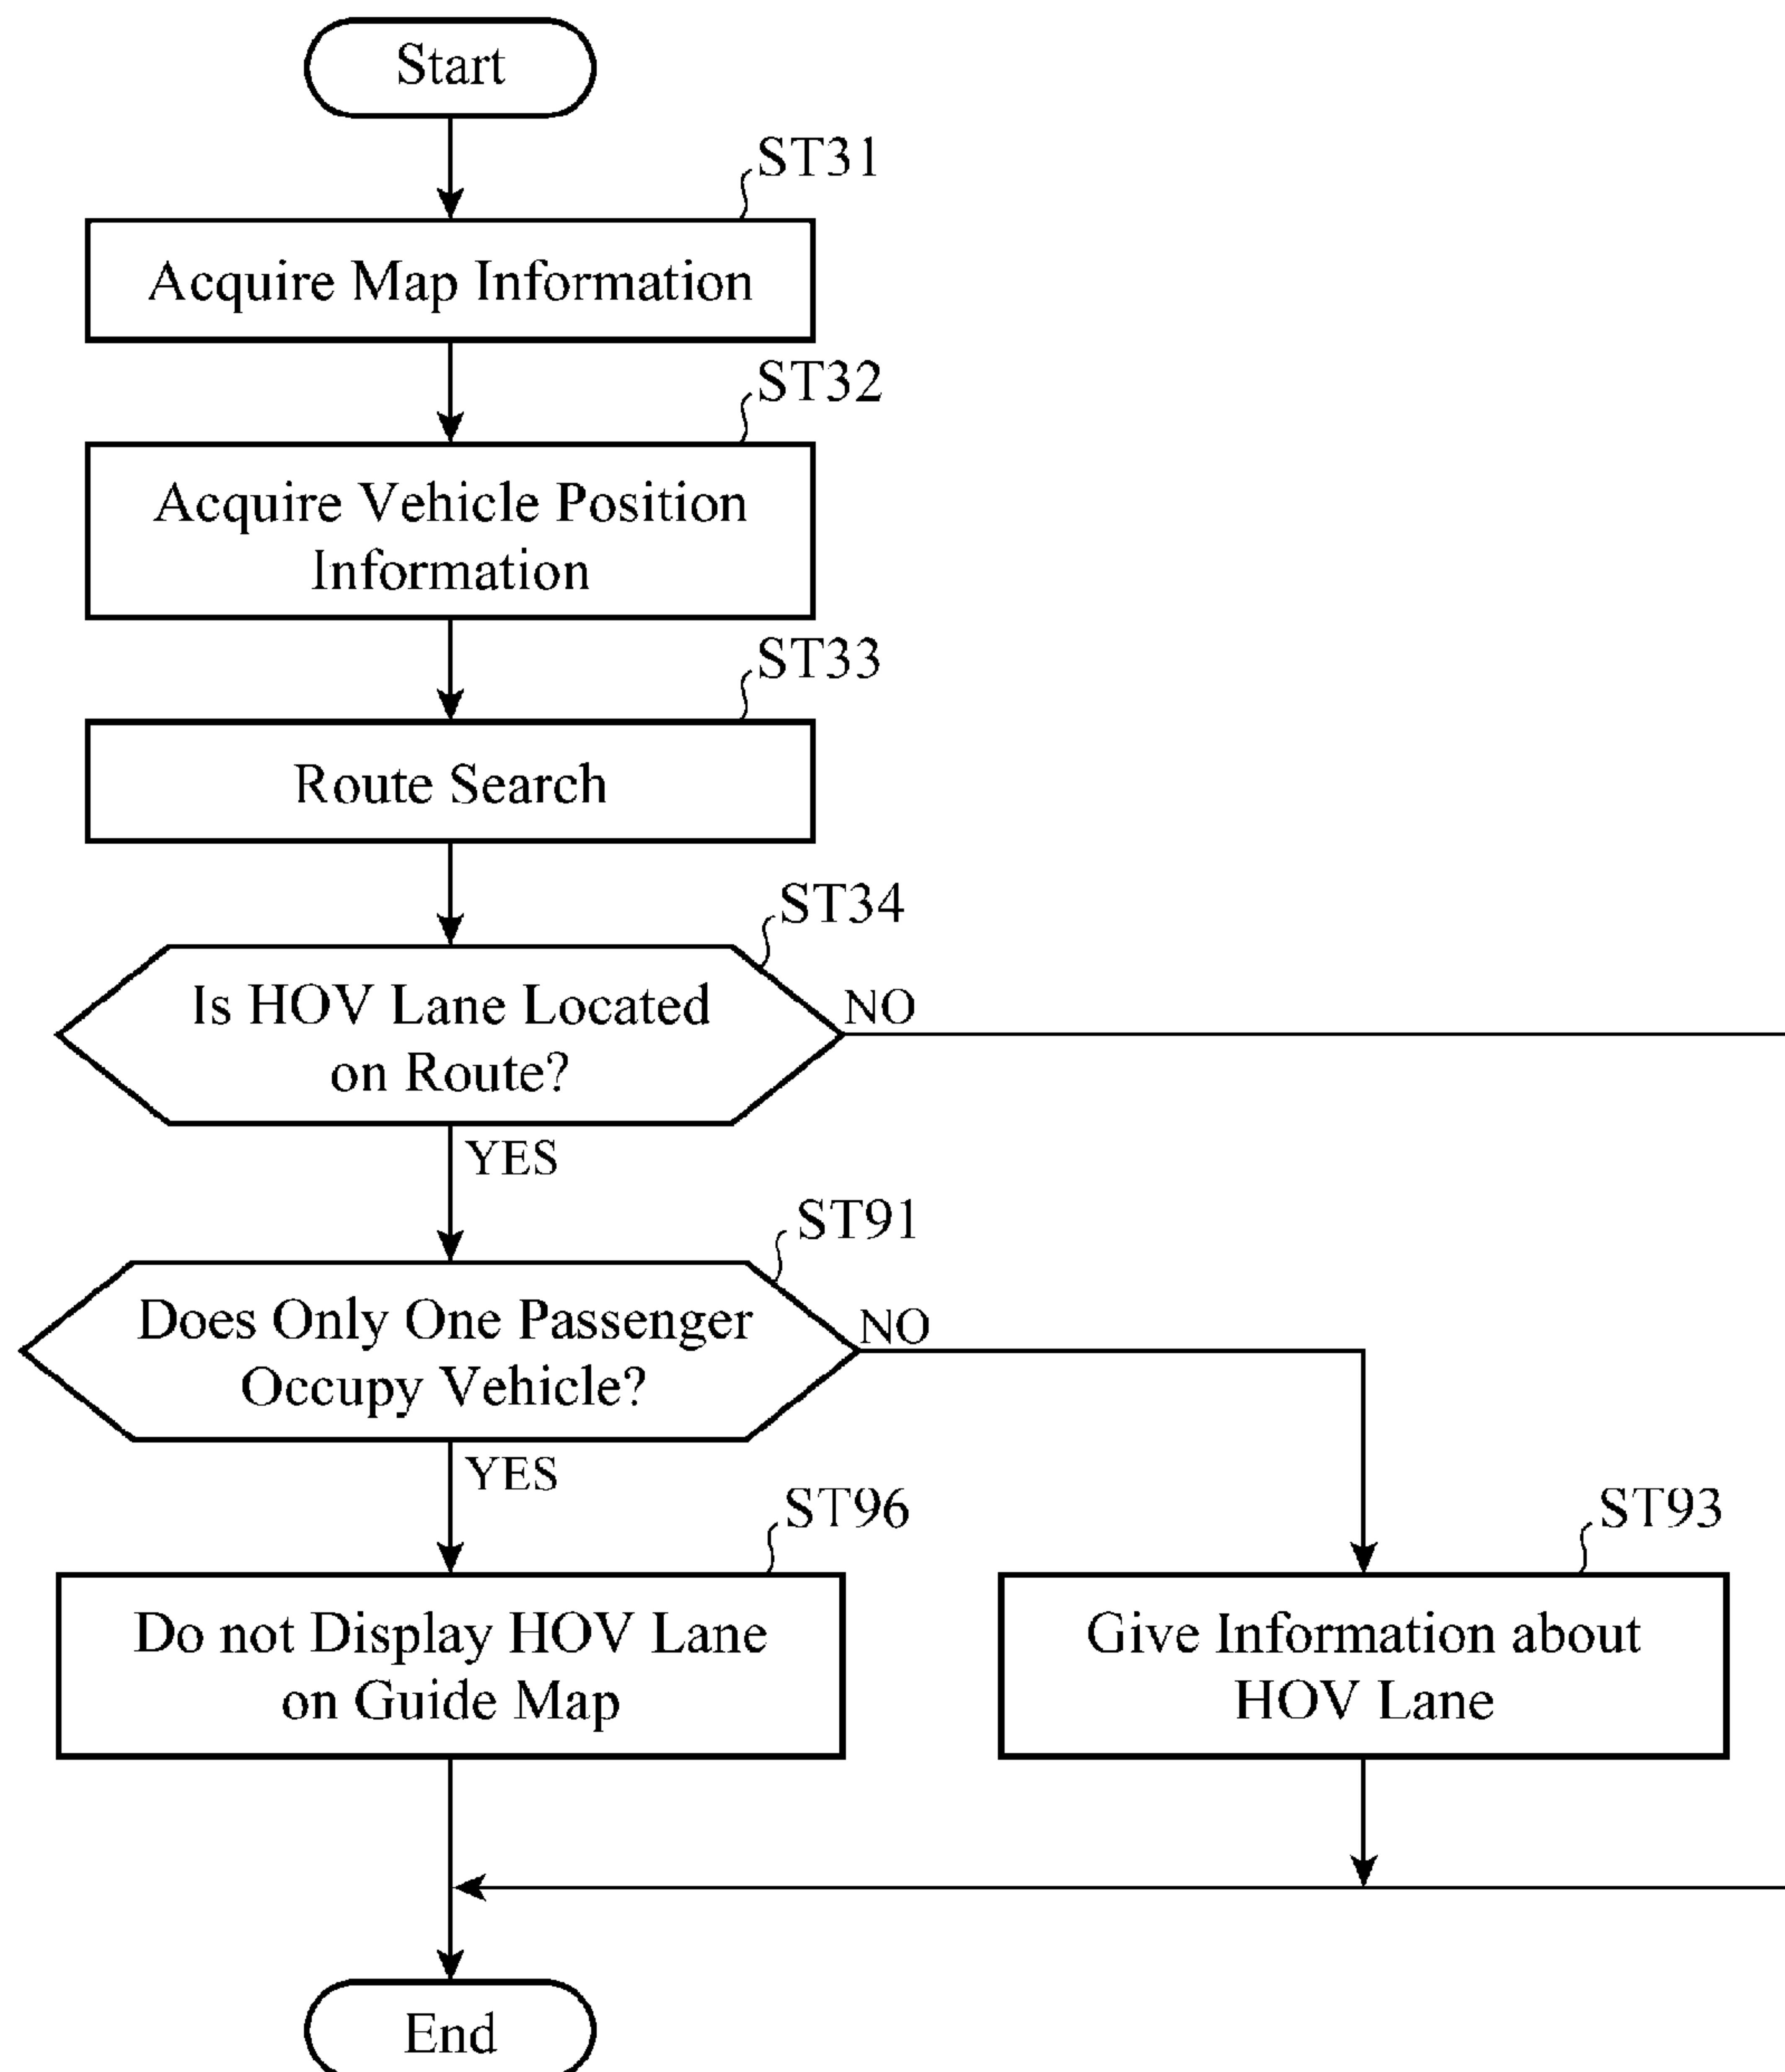 Start
ST31
Acquire Map Information
ST32
Acquire Vehicle Position
Information
ST33
Route Search
ST34
Is HOV Lane Located
on Route?
NO
YES
ST91
Does Only One Passenger
Occupy Vehicle?
NO
YES
ST96
Do not Display HOV Lane
on Guide Map
ST93
Give Information about
HOV Lane
End